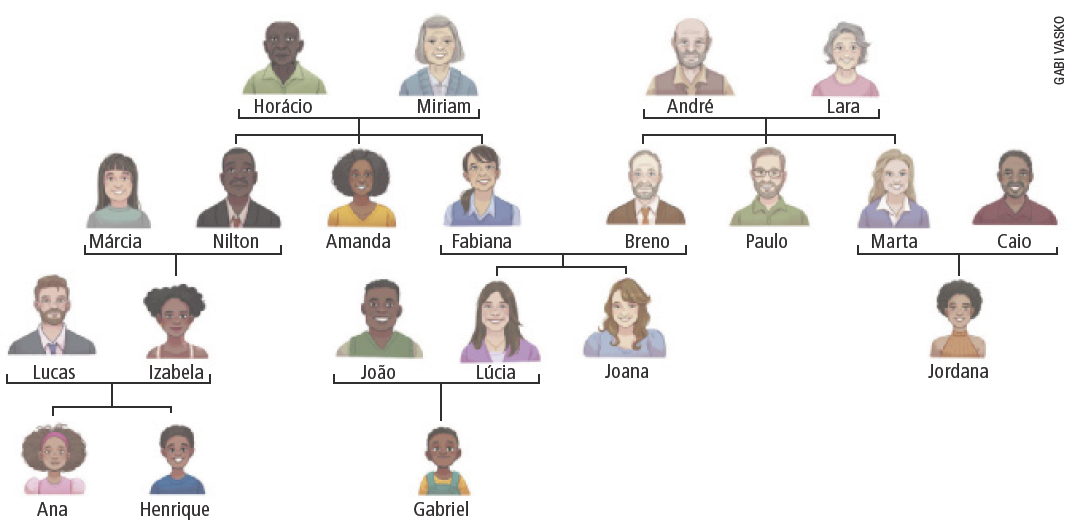 GABI VASKO
Horácio
Miriam
André
Lara
Márcia
Nilton
Amanda
Fabiana
Breno
Paulo
Marta
Caio
Lucas
Izabela
João
Lúcia
Joana
Jordana
Ana
Henrique
Gabriel